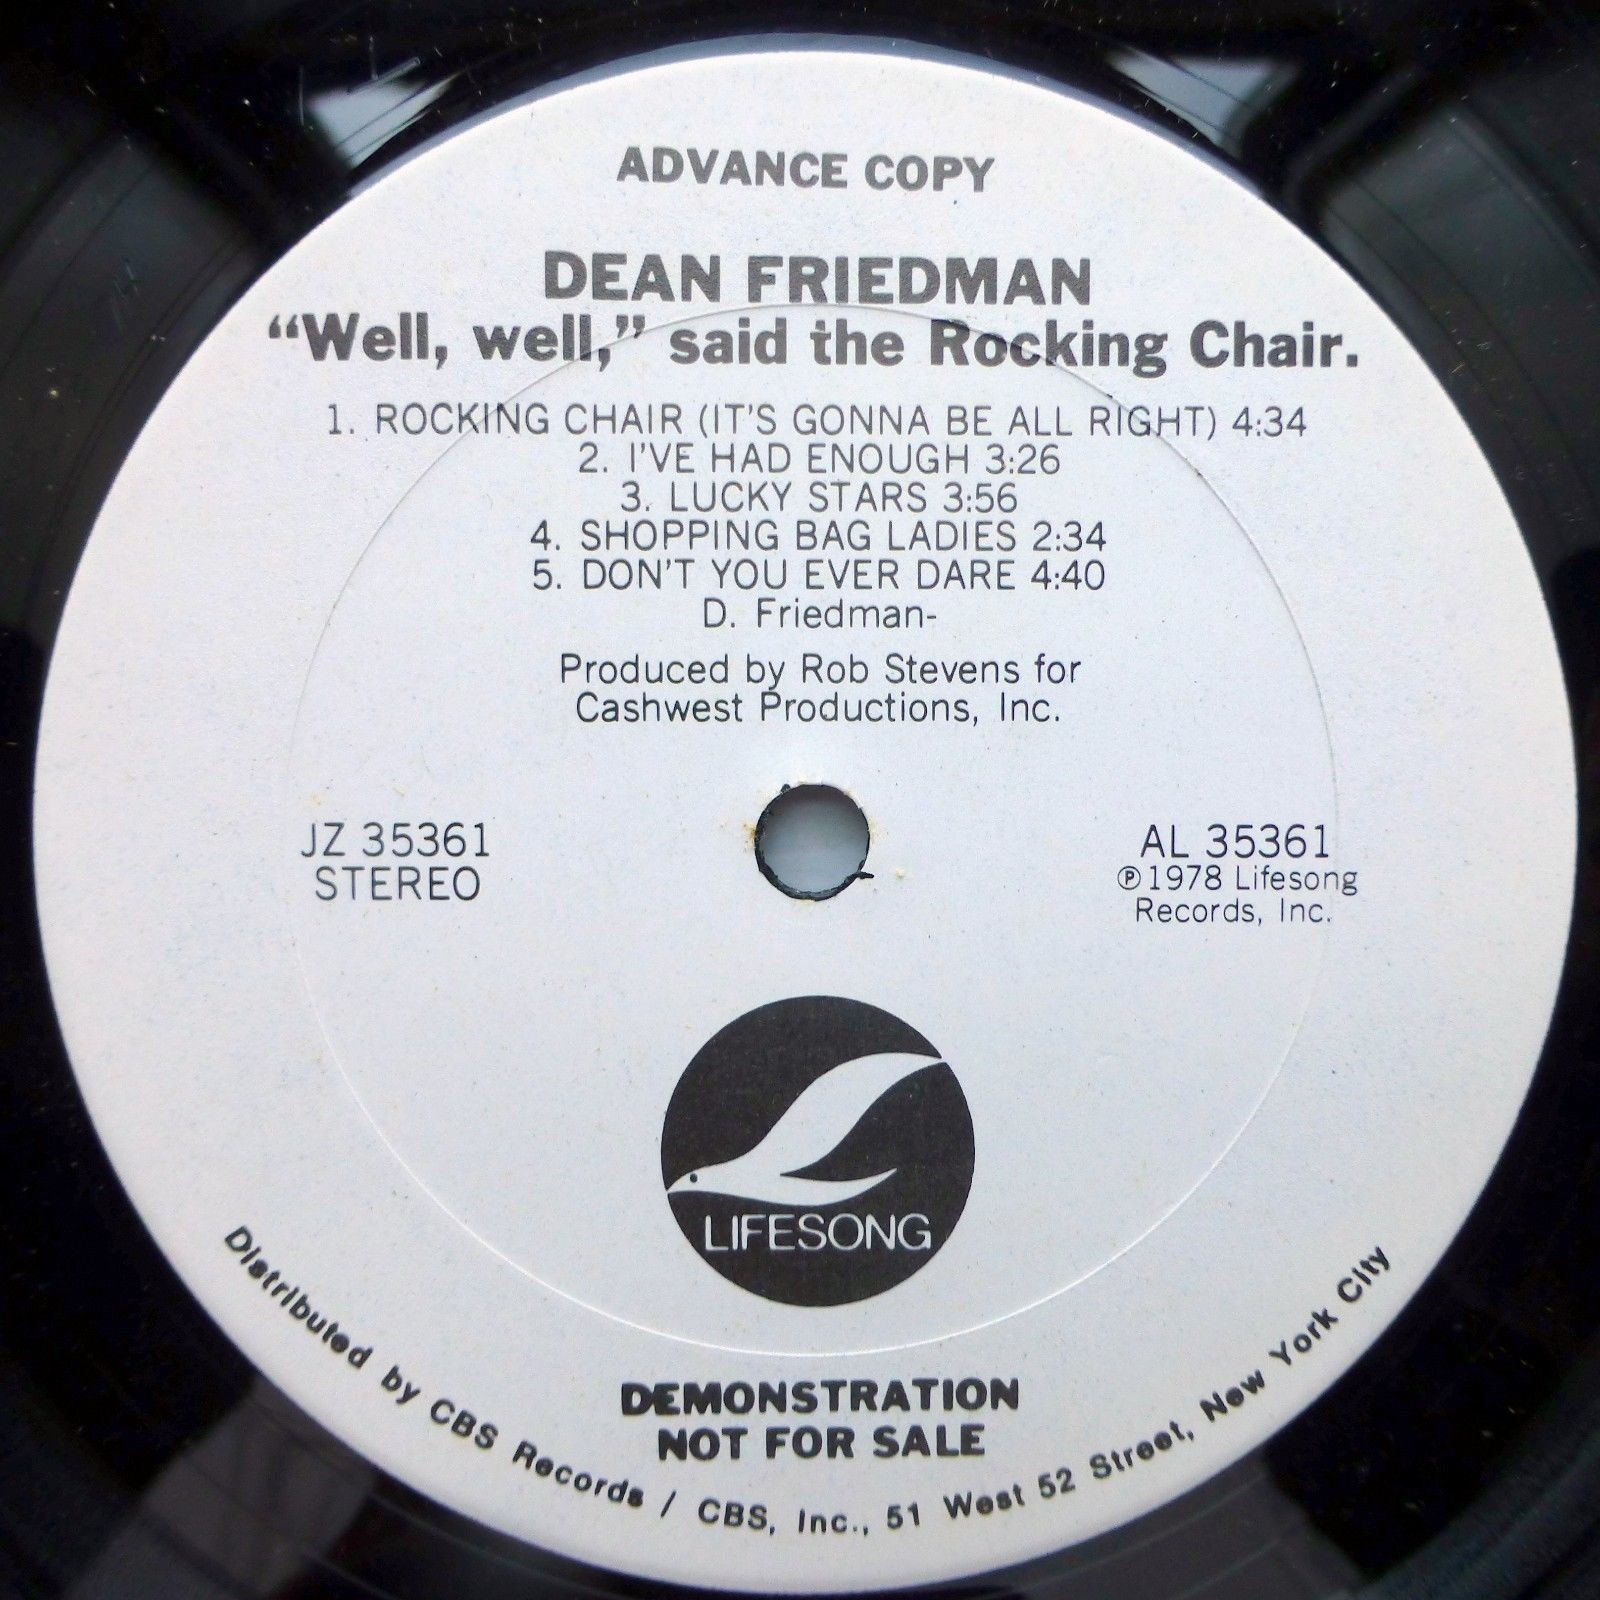 ADVANCE COPY
DEAN FRIEDMAN
“Well, well,” said the Rocking Chair.
1. ROCKING CHAIR (IT'S GONNA BE ALL RIGHT) 4:34
2. I'VE HAD ENOUGH 3:26
3. LUCKY STARS 3:56
4. SHOPPING BAG LADIES 2:34
5. DON'T YOU EVER DARE 4:40
D. Friedman-
Produced by Rob Stevens for
Cashwest Productions, Inc.
JZ 35361
STEREO
AL 35361
℗1978 Lifesong
Records, Inc.
LIFESONG
DEMONSTRATION
NOT FOR SALE
Distributed by CBS Records / CBS, Inc., 51 West 52 Street, New York City